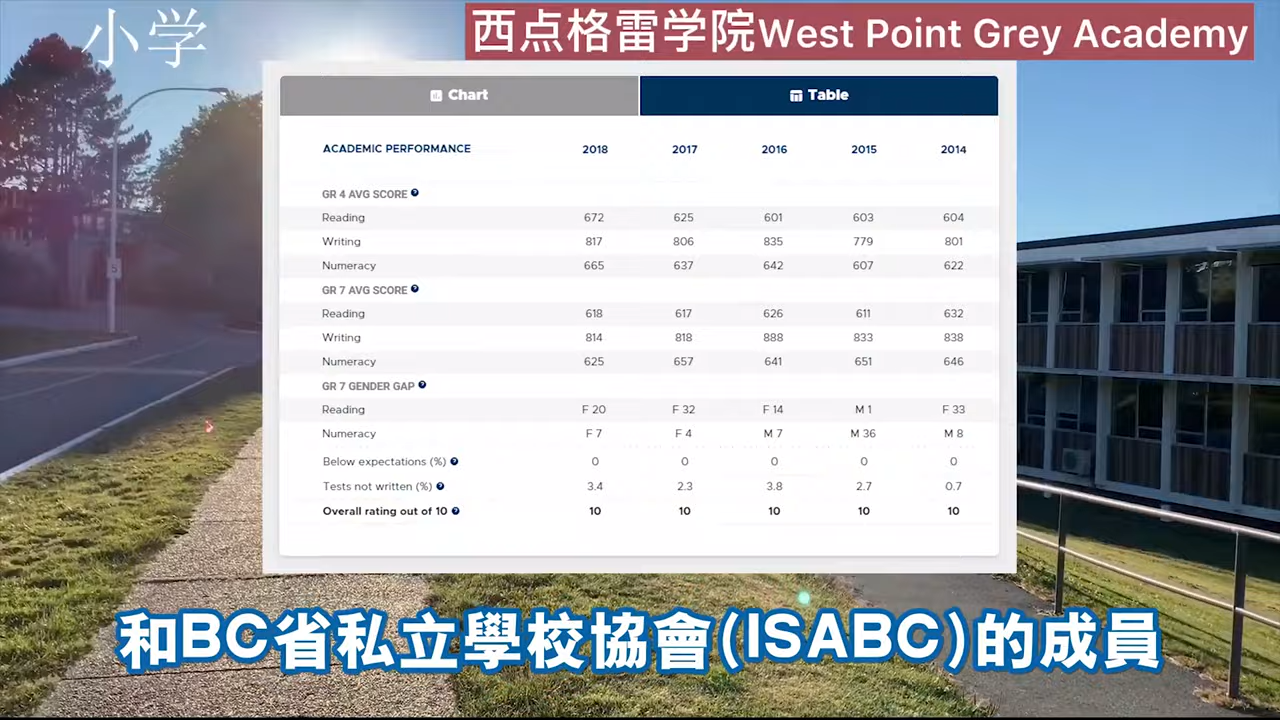 小学
西点格雷学院West Point Grey Academy
Chart Table
ACADEMIC PERFORMANCE 2018 2017 2016 2015 2014
GR 4 AVG SCORE
Reading 672 625 601 603 604
Writing 817 806 835 779 801
Numeracy 665 637 642 607 622
GR 7 AVG SCORE
Reading 618 617 626 611 632
Writing 814 818 888 833 838
Numeracy 625 657 641 651 646
GR 7 GENDER GAP
Reading F 20 F 32 F 14 M 1 F 33
Numeracy F 7 F 4 M 7 M 36 M 8
Below expectations (%) 0 0 0 0 0
Tests not written (%) 3.4 2.3 3.8 2.7 0.7
Overall rating out of 10 10 10 10 10 10
5
和BC省私立學校協會(ISABC)的成員